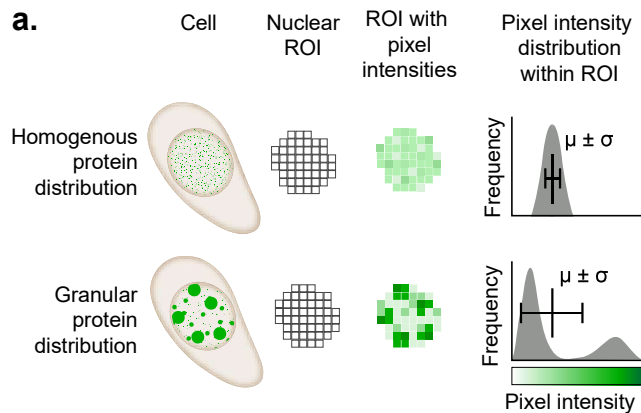 a.
Cell
Nuclear
ROI
ROI with
pixel
intensities
Pixel intensity
distribution
within ROI
Homogenous
protein
distribution
Frequency
μ ± σ
Granular
protein
distribution
Frequency
μ ± σ
Pixel intensity